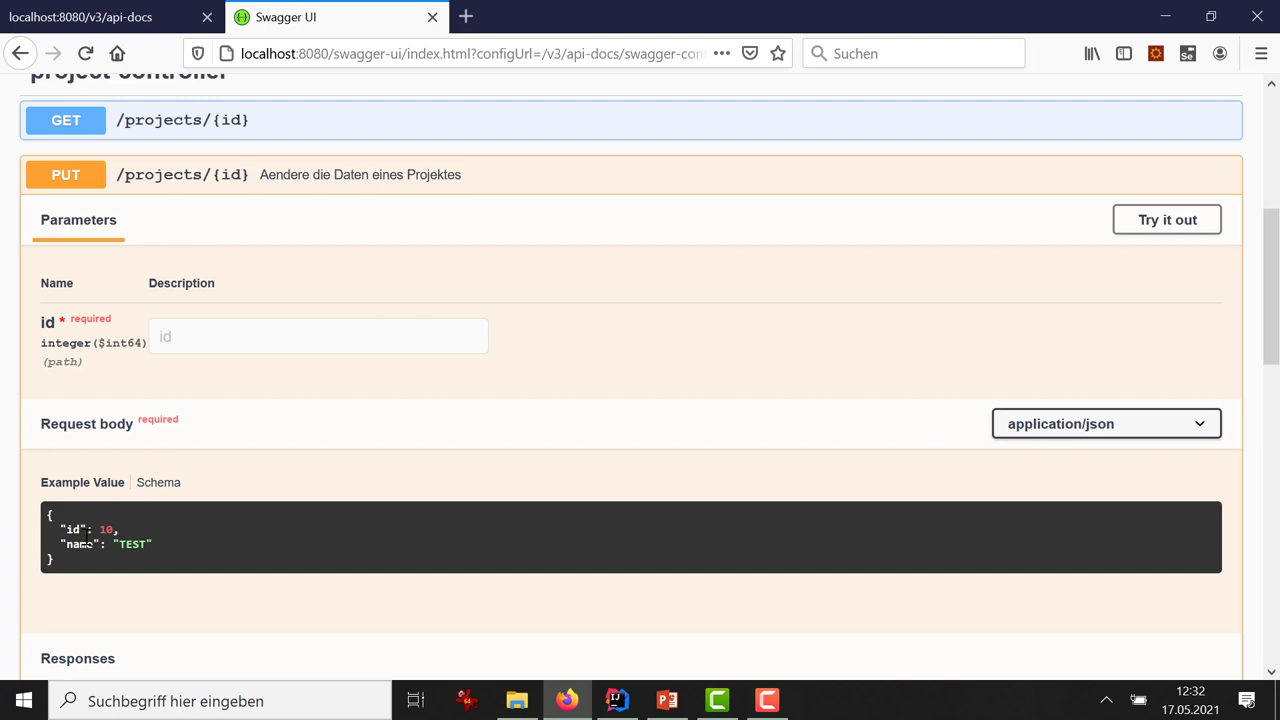 localhost:8080/v3/api-docs
Swagger UI
localhost:8080/swagger-ui/index.html?configUrl=/v3/api-docs/swagger-con
Suchen
project-controller
GET /projects/{id}
PUT /projects/{id} Aendere die Daten eines Projektes
Parameters
Try it out
Name Description
id * required
integer($int64)
(path)
id
Request body required
application/json
Example Value Schema
{
"id": 10,
"name": "TEST"
}
Responses
Suchbegriff hier eingeben
12:32
17.05.2021